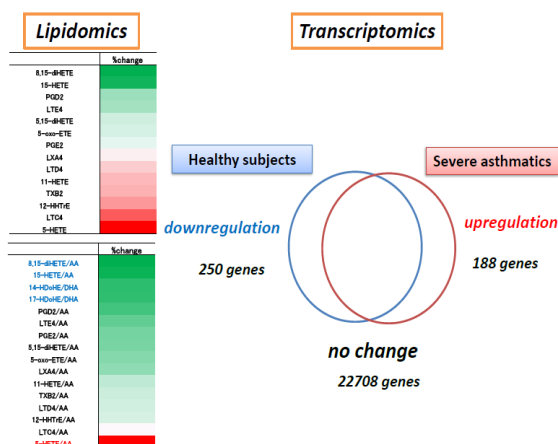 Lipidomics
%change
8,15-diHETE
15-HETE
PGD2
LTE4
5,15-diHETE
5-oxo-ETE
PGE2
LXA4
LTD4
11-HETE
TXB2
12-HHTrE
LTC4
5-HETE
%change
8,15-diHETE/AA
15-HETE/AA
14-HDoHE/DHA
17-HDoHE/DHA
PGD2/AA
LTE4/AA
PGE2/AA
5,15-diHETE/AA
5-oxo-ETE/AA
LXA4/AA
11-HETE/AA
TXB2/AA
LTD4/AA
12-HHTrE/AA
LTC4/AA
5-HETE/AA
Transcriptomics
Healthy subjects
Severe asthmatics
downregulation
upregulation
250 genes
188 genes
no change
22708 genes